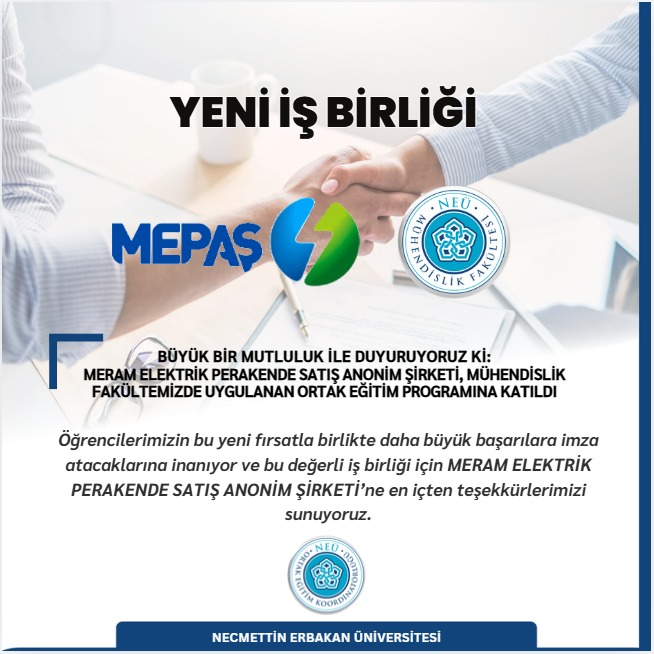 YENİ İŞ BİRLİĞİ
MEPAŞ
· NEÜ ·
MÜHENDİSLİK FAKÜLTESİ
BÜYÜK BİR MUTLULUK İLE DUYURUYORUZ Kİ:
MERAM ELEKTRİK PERAKENDE SATIŞ ANONİM ŞİRKETİ, MÜHENDİSLİK
FAKÜLTEMİZDE UYGULANAN ORTAK EĞİTİM PROGRAMINA KATILDI
Öğrencilerimizin bu yeni fırsatla birlikte daha büyük başarılara imza
atacaklarına inanıyor ve bu değerli iş birliği için MERAM ELEKTRİK
PERAKENDE SATIŞ ANONİM ŞİRKETİ’ne en içten teşekkürlerimizi
sunuyoruz.
· NEÜ ·
ORTAK EĞİTİM KOORDİNATÖRLÜĞÜ
NECMETTİN ERBAKAN ÜNİVERSİTESİ